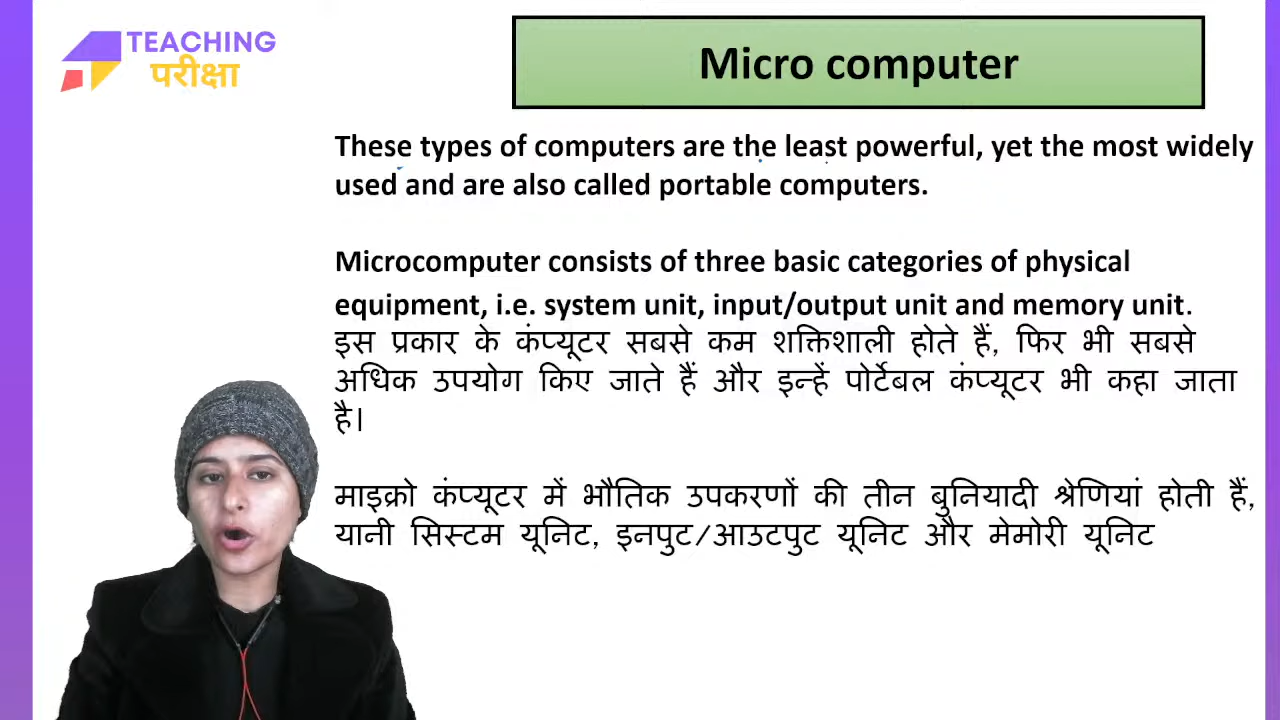 TEACHING
परीक्षा
Micro computer
These types of computers are the least powerful, yet the most widely
used and are also called portable computers.
Microcomputer consists of three basic categories of physical
equipment, i.e. system unit, input/output unit and memory unit.
इस प्रकार के कंप्यूटर सबसे कम शक्तिशाली होते हैं, फिर भी सबसे
अधिक उपयोग किए जाते हैं और इन्हें पोर्टेबल कंप्यूटर भी कहा जाता
है।
माइक्रो कंप्यूटर में भौतिक उपकरणों की तीन बुनियादी श्रेणियां होती हैं,
यानी सिस्टम यूनिट, इनपुट/आउटपुट यूनिट और मेमोरी यूनिट